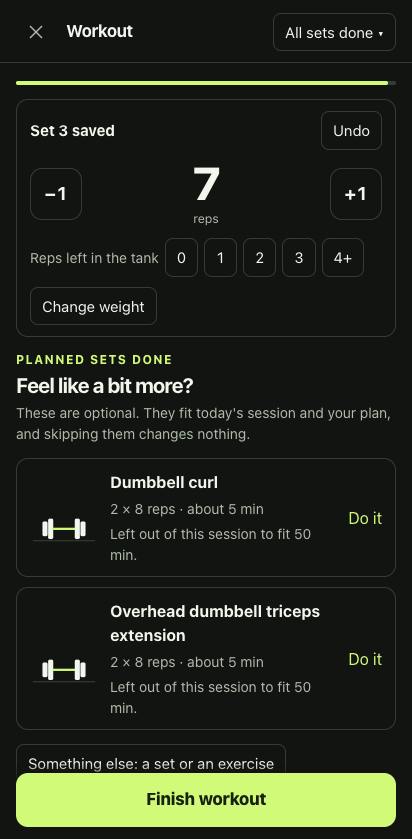 Workout
All sets done ▾
Set 3 saved
Undo
−1
7
+1
reps
Reps left in the tank
0
1
2
3
4+
Change weight
PLANNED SETS DONE
Feel like a bit more?
These are optional. They fit today's session and your plan,
and skipping them changes nothing.
Dumbbell curl
2 × 8 reps · about 5 min
Left out of this session to fit 50
min.
Do it
Overhead dumbbell triceps
extension
2 × 8 reps · about 5 min
Left out of this session to fit 50
min.
Do it
Something else: a set or an exercise
Finish workout